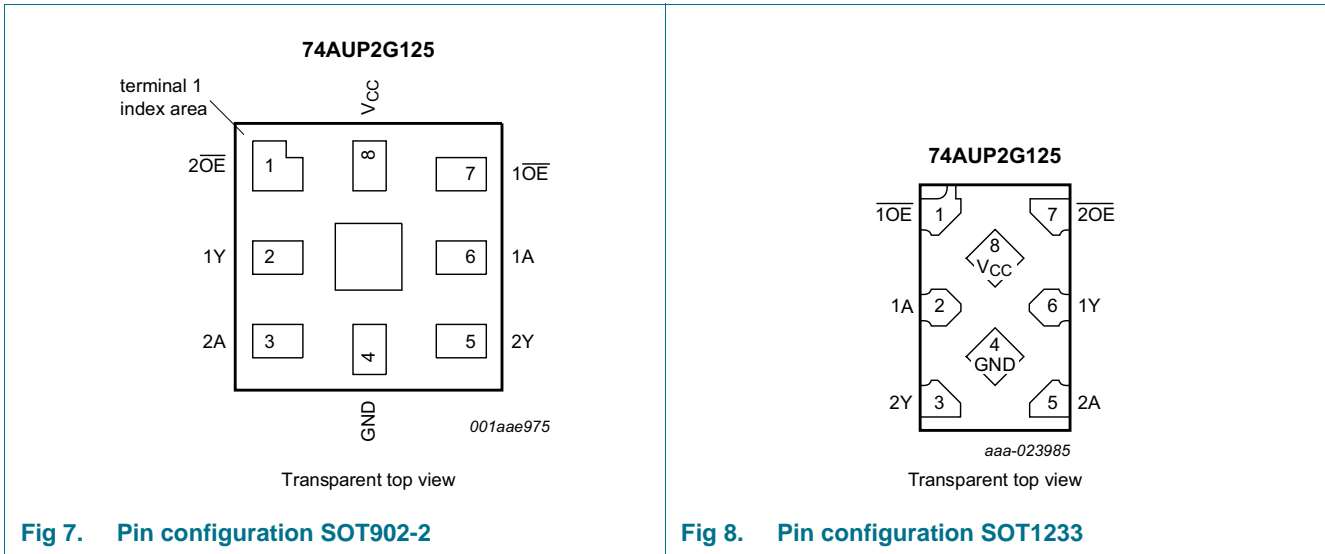 74AUP2G125
terminal 1
index area
VCC
2OE
1
8
7
1OE
1Y
2
6
1A
2A
3
4
5
2Y
GND
001aae975
Transparent top view
Fig 7. Pin configuration SOT902-2
74AUP2G125
1OE
1
7
2OE
8
VCC
1A
2
6
1Y
4
GND
2Y
3
5
2A
aaa-023985
Transparent top view
Fig 8. Pin configuration SOT1233